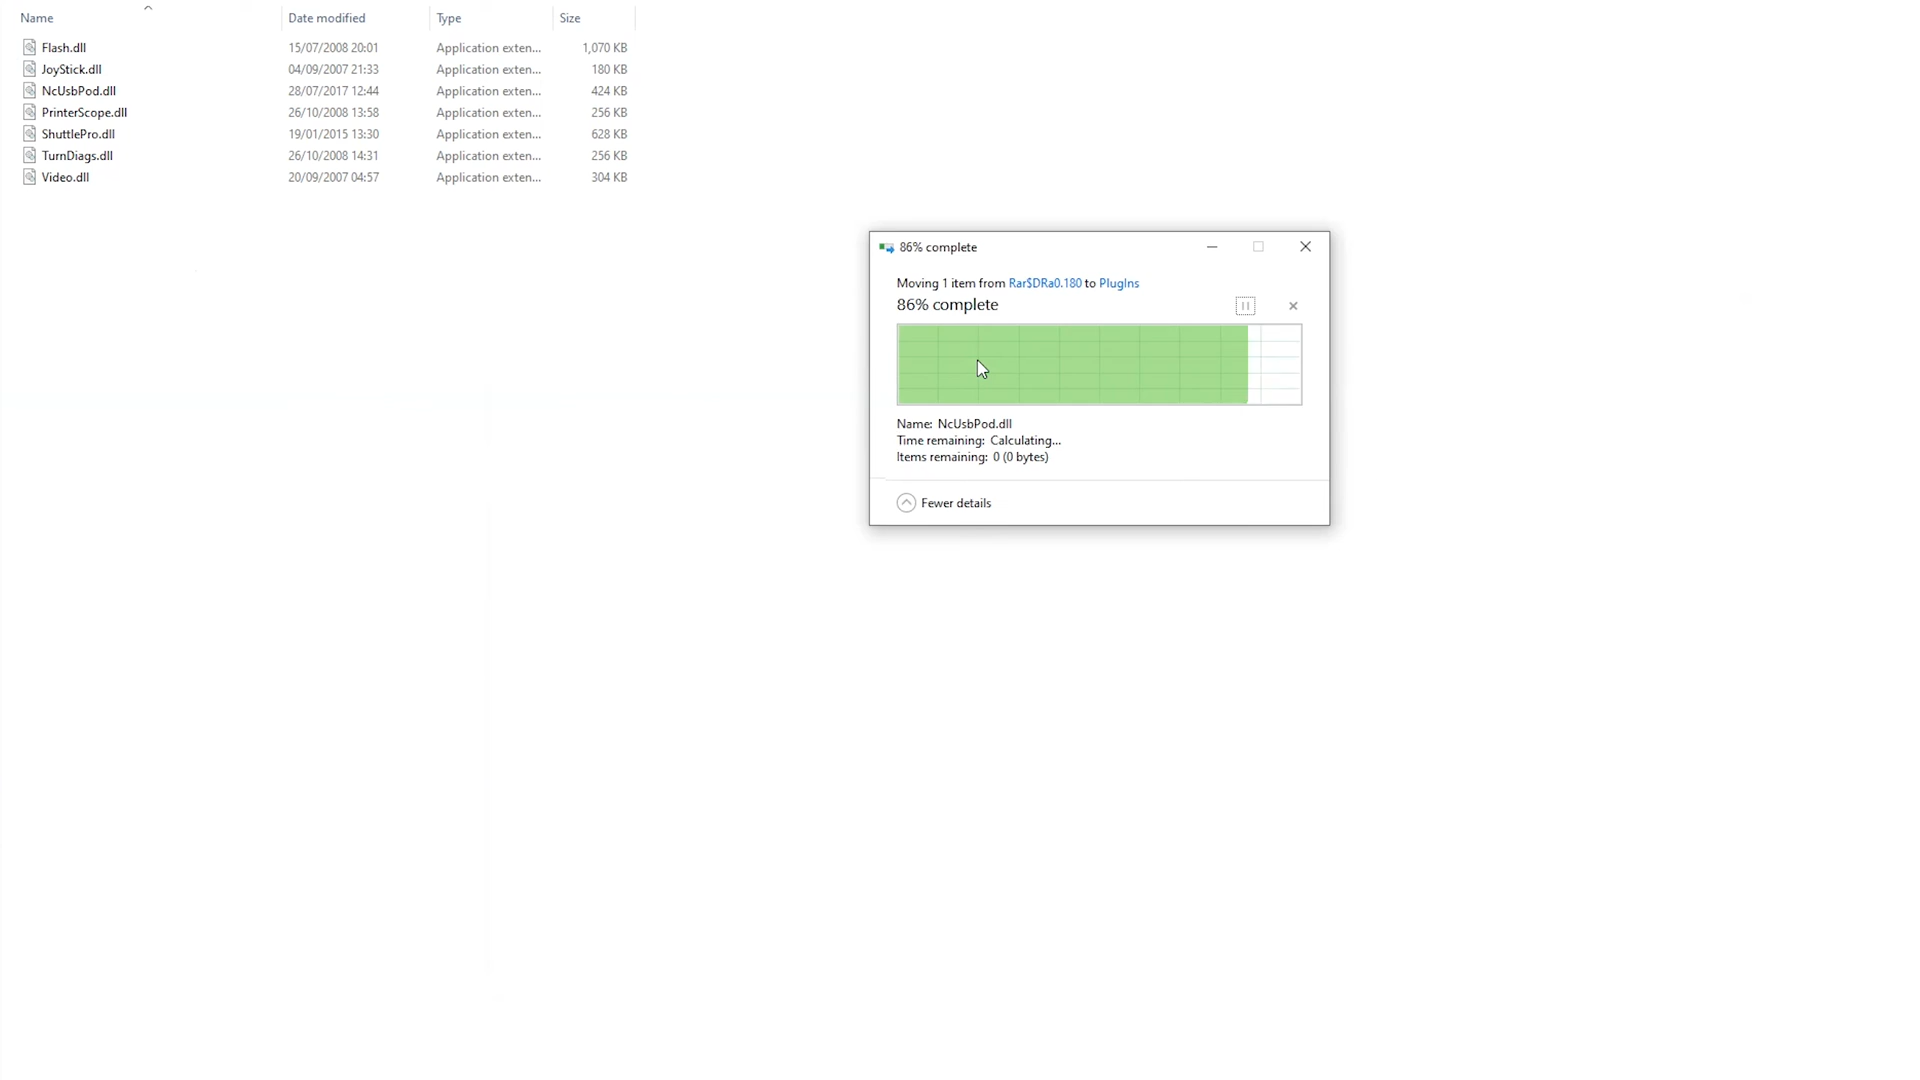 Name Date modified Type Size
Flash.dll 15/07/2008 20:01 Application exten... 1,070 KB
JoyStick.dll 04/09/2007 21:33 Application exten... 180 KB
NcUsbPod.dll 28/07/2017 12:44 Application exten... 424 KB
PrinterScope.dll 26/10/2008 13:58 Application exten... 256 KB
ShuttlePro.dll 19/01/2015 13:30 Application exten... 628 KB
TurnDiags.dll 26/10/2008 14:31 Application exten... 256 KB
Video.dll 20/09/2007 04:57 Application exten... 304 KB
86% complete
Moving 1 item from Rar$DRa0.180 to PlugIns
86% complete
Name: NcUsbPod.dll
Time remaining: Calculating...
Items remaining: 0 (0 bytes)
Fewer details